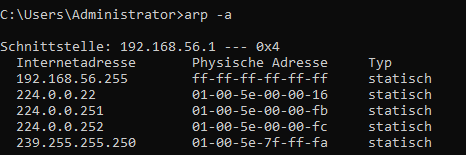 C:\Users\Administrator>arp -a
Schnittstelle: 192.168.56.1 --- 0x4
Internetadresse Physische Adresse Typ
192.168.56.255 ff-ff-ff-ff-ff-ff statisch
224.0.0.22 01-00-5e-00-00-16 statisch
224.0.0.251 01-00-5e-00-00-fb statisch
224.0.0.252 01-00-5e-00-00-fc statisch
239.255.255.250 01-00-5e-7f-ff-fa statisch